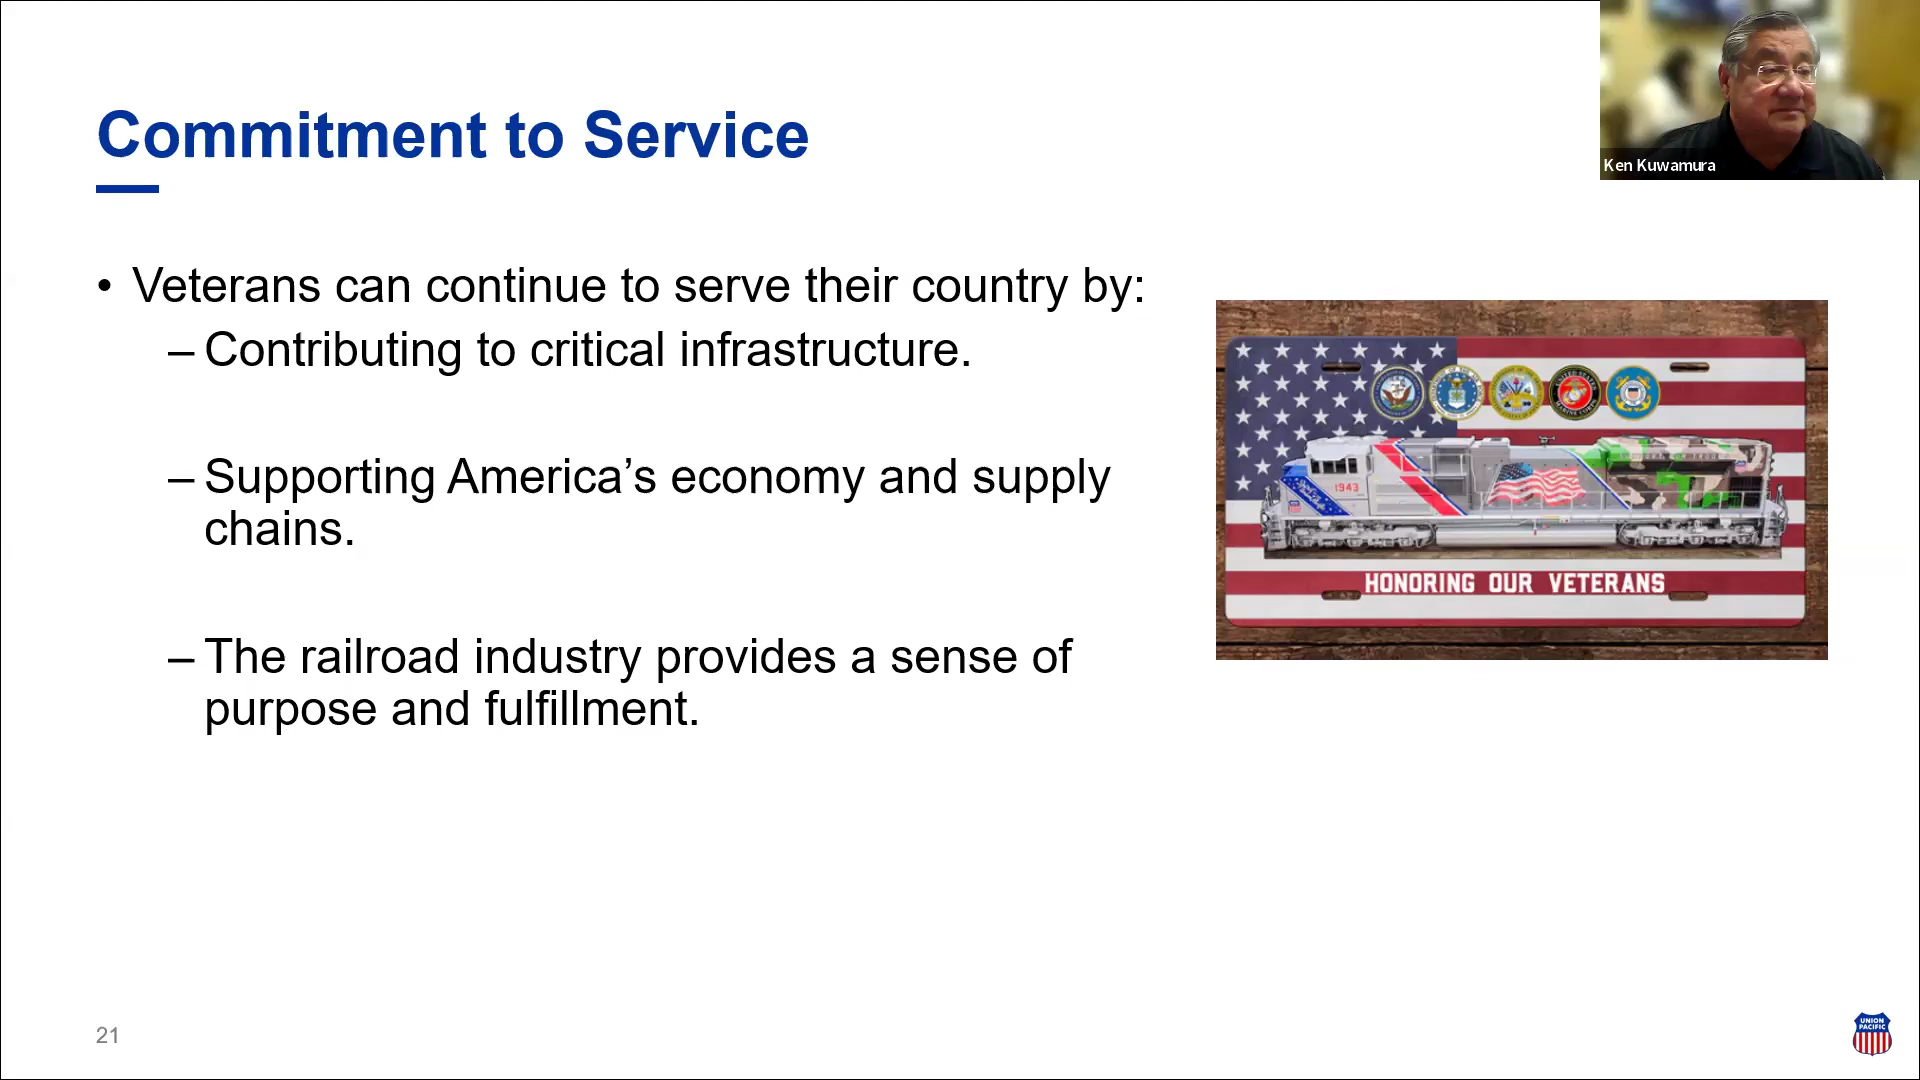 Commitment to Service
• Veterans can continue to serve their country by:
– Contributing to critical infrastructure.
– Supporting America’s economy and supply
chains.
– The railroad industry provides a sense of
purpose and fulfillment.
Ken Kuwamura
1943
HONORING OUR VETERANS
21
UNION
PACIFIC